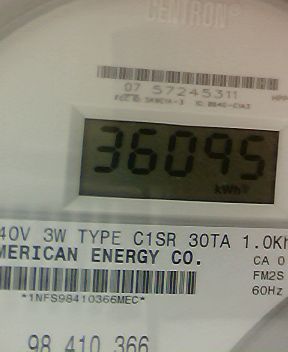 CENTRON®
07 57245311
36095
kWh
40V 3W TYPE C1SR 30TA 1.0Kh
MERICAN ENERGY CO.
CA 0
FM2S
*1NFS98410366MEC*
60Hz
98 410 366